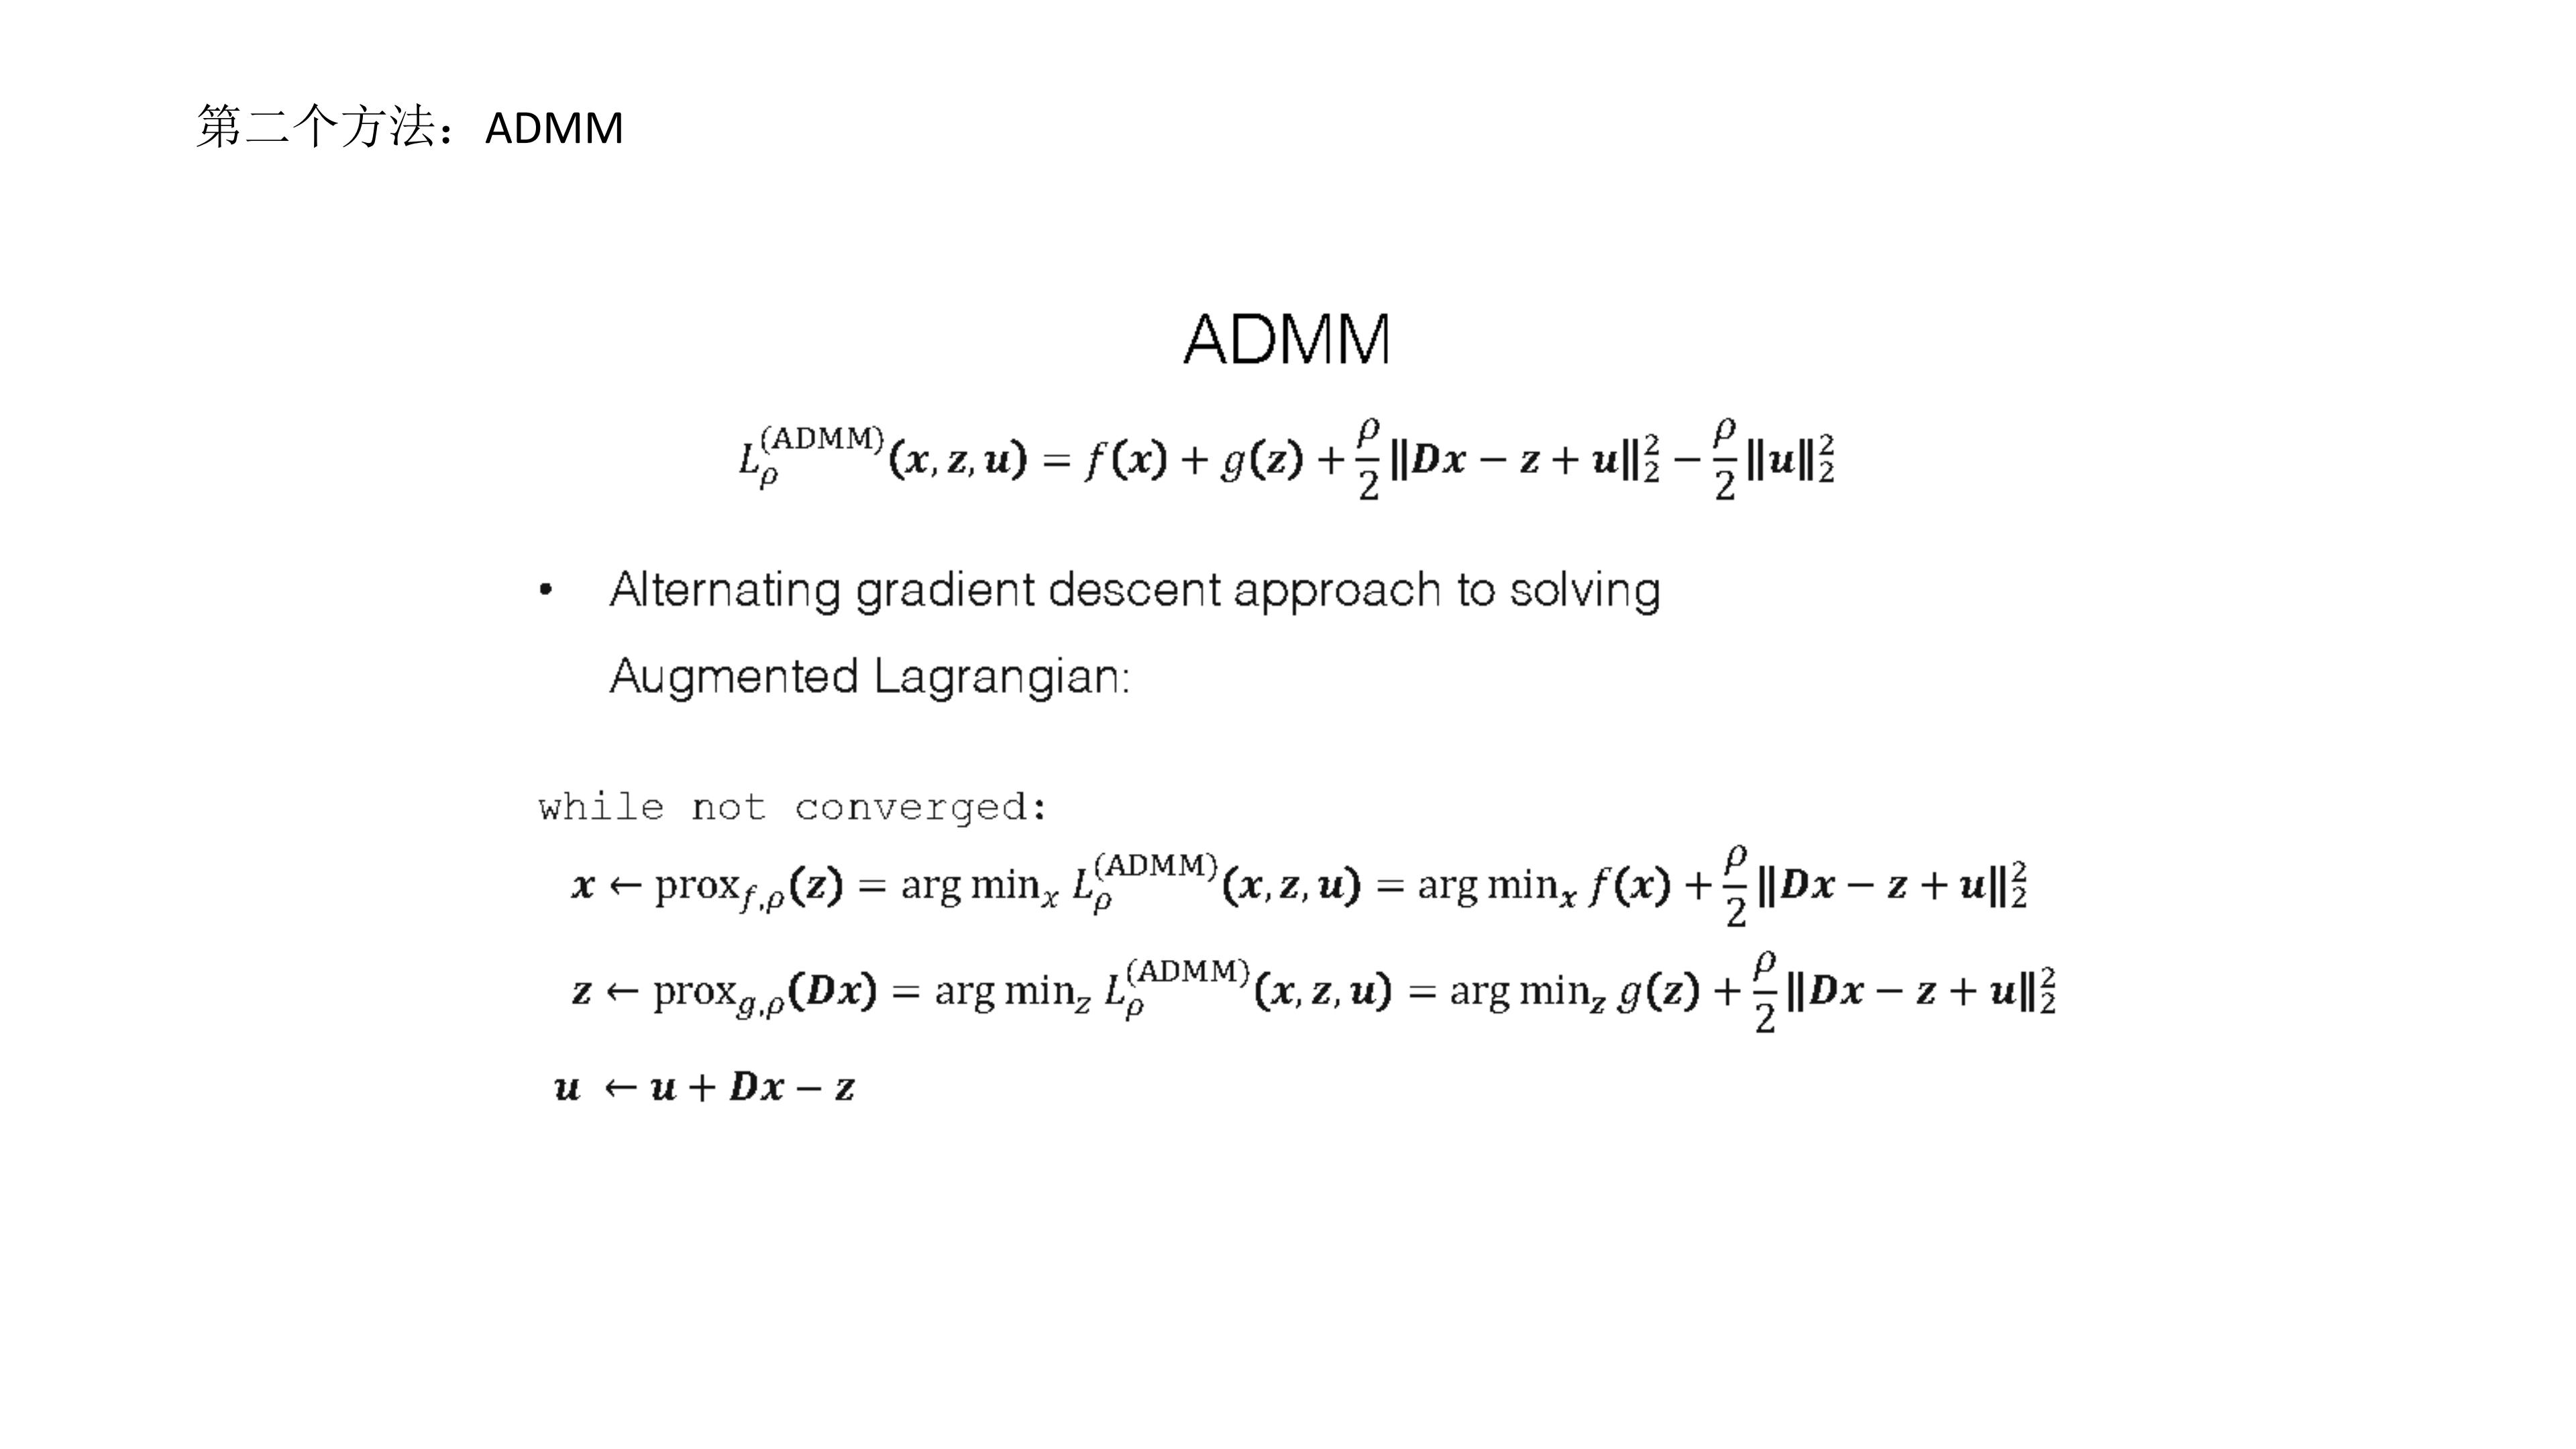 第二个方法：ADMM
ADMM
$L_{\rho}^{(\mathrm{ADMM})}(\boldsymbol{x}, \boldsymbol{z}, \boldsymbol{u}) = f(\boldsymbol{x}) + g(\boldsymbol{z}) + \frac{\rho}{2}\|\boldsymbol{D}\boldsymbol{x} - \boldsymbol{z} + \boldsymbol{u}\|_2^2 - \frac{\rho}{2}\|\boldsymbol{u}\|_2^2$
• Alternating gradient descent approach to solving
Augmented Lagrangian:
while not converged:
$\boldsymbol{x} \leftarrow \mathrm{prox}_{f,\rho}(\boldsymbol{z}) = \arg\min_x L_{\rho}^{(\mathrm{ADMM})}(\boldsymbol{x}, \boldsymbol{z}, \boldsymbol{u}) = \arg\min_{\boldsymbol{x}} f(\boldsymbol{x}) + \frac{\rho}{2}\|\boldsymbol{D}\boldsymbol{x} - \boldsymbol{z} + \boldsymbol{u}\|_2^2$
$\boldsymbol{z} \leftarrow \mathrm{prox}_{g,\rho}(\boldsymbol{D}\boldsymbol{x}) = \arg\min_z L_{\rho}^{(\mathrm{ADMM})}(\boldsymbol{x}, \boldsymbol{z}, \boldsymbol{u}) = \arg\min_{\boldsymbol{z}} g(\boldsymbol{z}) + \frac{\rho}{2}\|\boldsymbol{D}\boldsymbol{x} - \boldsymbol{z} + \boldsymbol{u}\|_2^2$
$\boldsymbol{u} \leftarrow \boldsymbol{u} + \boldsymbol{D}\boldsymbol{x} - \boldsymbol{z}$